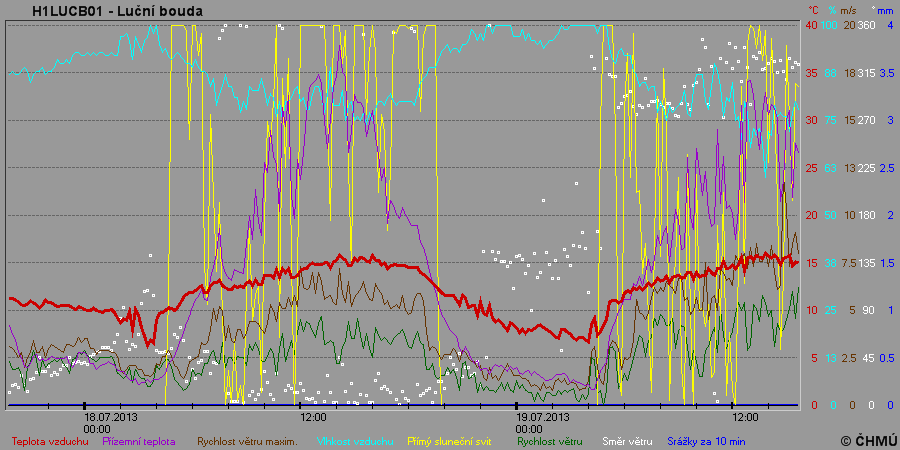 H1LUCB01 - Luční bouda
°C % m/s ° mm
40 100 20 360 4
35 88 18 315 3.5
30 75 15 270 3
25 63 13 225 2.5
20 50 10 180 2
15 38 7.5 135 1.5
10 25 5 90 1
5 13 2.5 45 0.5
0 0 0 0 0
18.07.2013 12:00 19.07.2013 12:00
00:00 00:00
Teplota vzduchu Přízemní teplota Rychlost větru maxim. Vlhkost vzduchu Přímý sluneční svit Rychlost větru Směr větru Srážky za 10 min © ČHMÚ